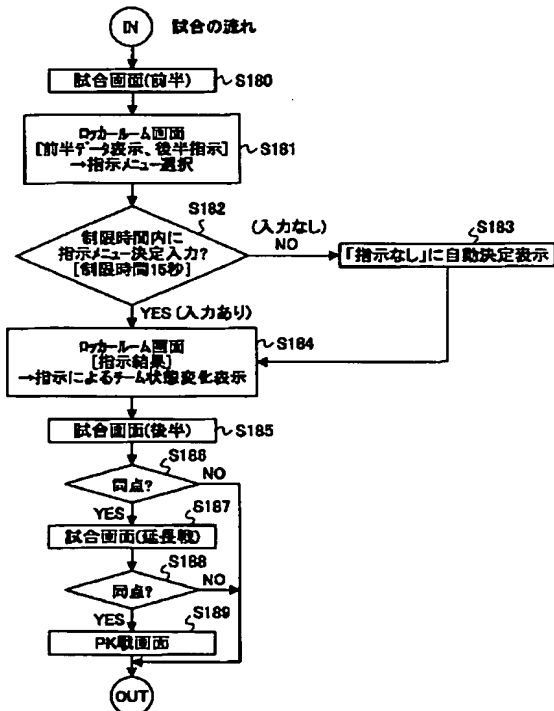 IN
試合の流れ
試合画面(前半)
S180
ロッカールーム画面
[前半データ表示、後半指示]
→指示メニュー選択
S181
S182
制限時間内に
指示メニュー決定入力?
[制限時間15秒]
(入力なし)
NO
S183
「指示なし」に自動決定表示
YES (入力あり)
ロッカールーム画面
[指示結果]
→指示によるチーム状態変化表示
S184
試合画面(後半)
S185
S186
同点?
NO
YES
S187
試合画面(延長戦)
S188
同点?
NO
YES
S189
PK戦画面
OUT